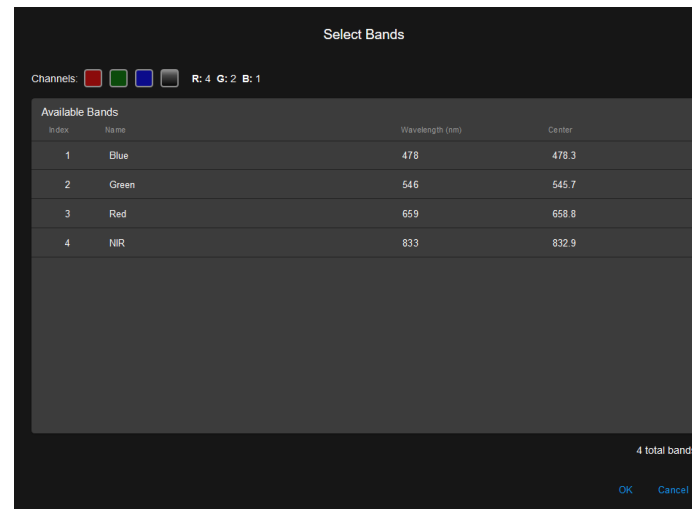 Select Bands
Channels: R: 4 G: 2 B: 1
Available Bands
Index Name Wavelength (nm) Center
1 Blue 478 478.3
2 Green 546 545.7
3 Red 659 658.8
4 NIR 833 832.9
4 total bands
OK Cancel